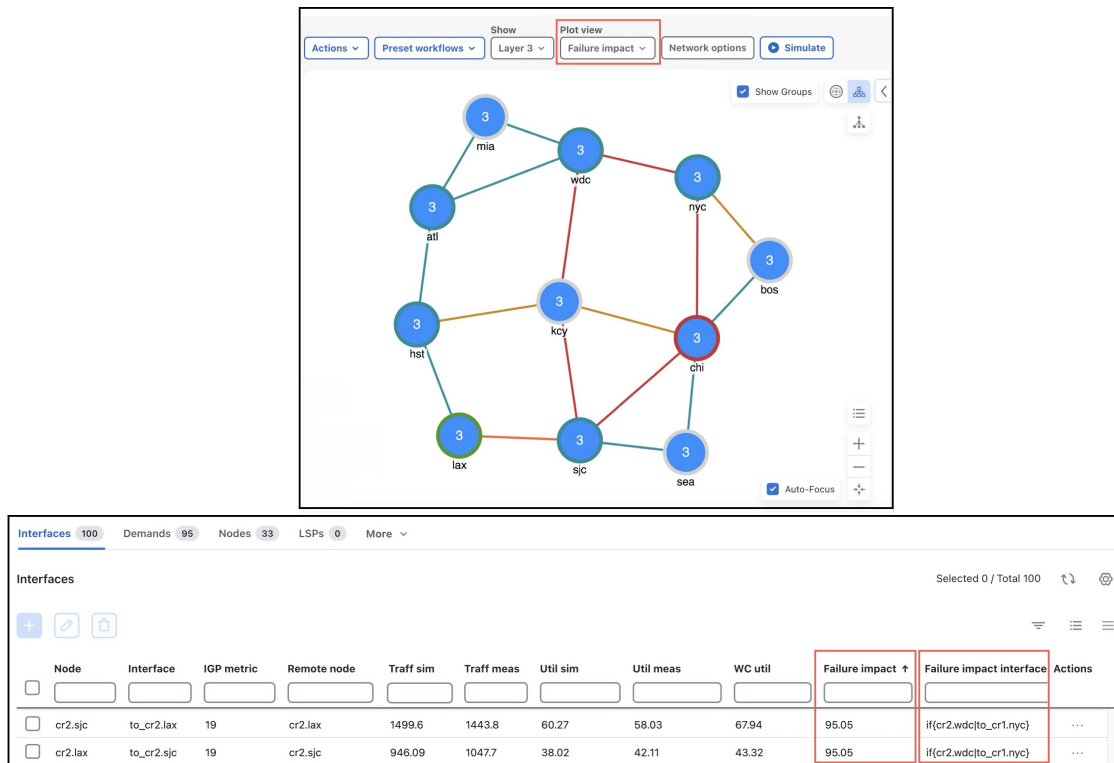 Show Plot view
Actions Preset workflows Layer 3 Failure impact Network options Simulate
Show Groups
3
mia
3
wdc
3
nyc
3
atl
3
bos
3
kcy
3
hst
3
chi
3
lax
3
sjc
3
sea
Auto-Focus
Interfaces 100 Demands 95 Nodes 33 LSPs 0 More
Interfaces Selected 0 / Total 100
Node Interface IGP metric Remote node Traff sim Traff meas Util sim Util meas WC util Failure impact ↑ Failure impact interface Actions
cr2.sjc to_cr2.lax 19 cr2.lax 1499.6 1443.8 60.27 58.03 67.94 95.05 if{cr2.wdc|to_cr1.nyc} ...
cr2.lax to_cr2.sjc 19 cr2.sjc 946.09 1047.7 38.02 42.11 43.32 95.05 if{cr2.wdc|to_cr1.nyc} ...